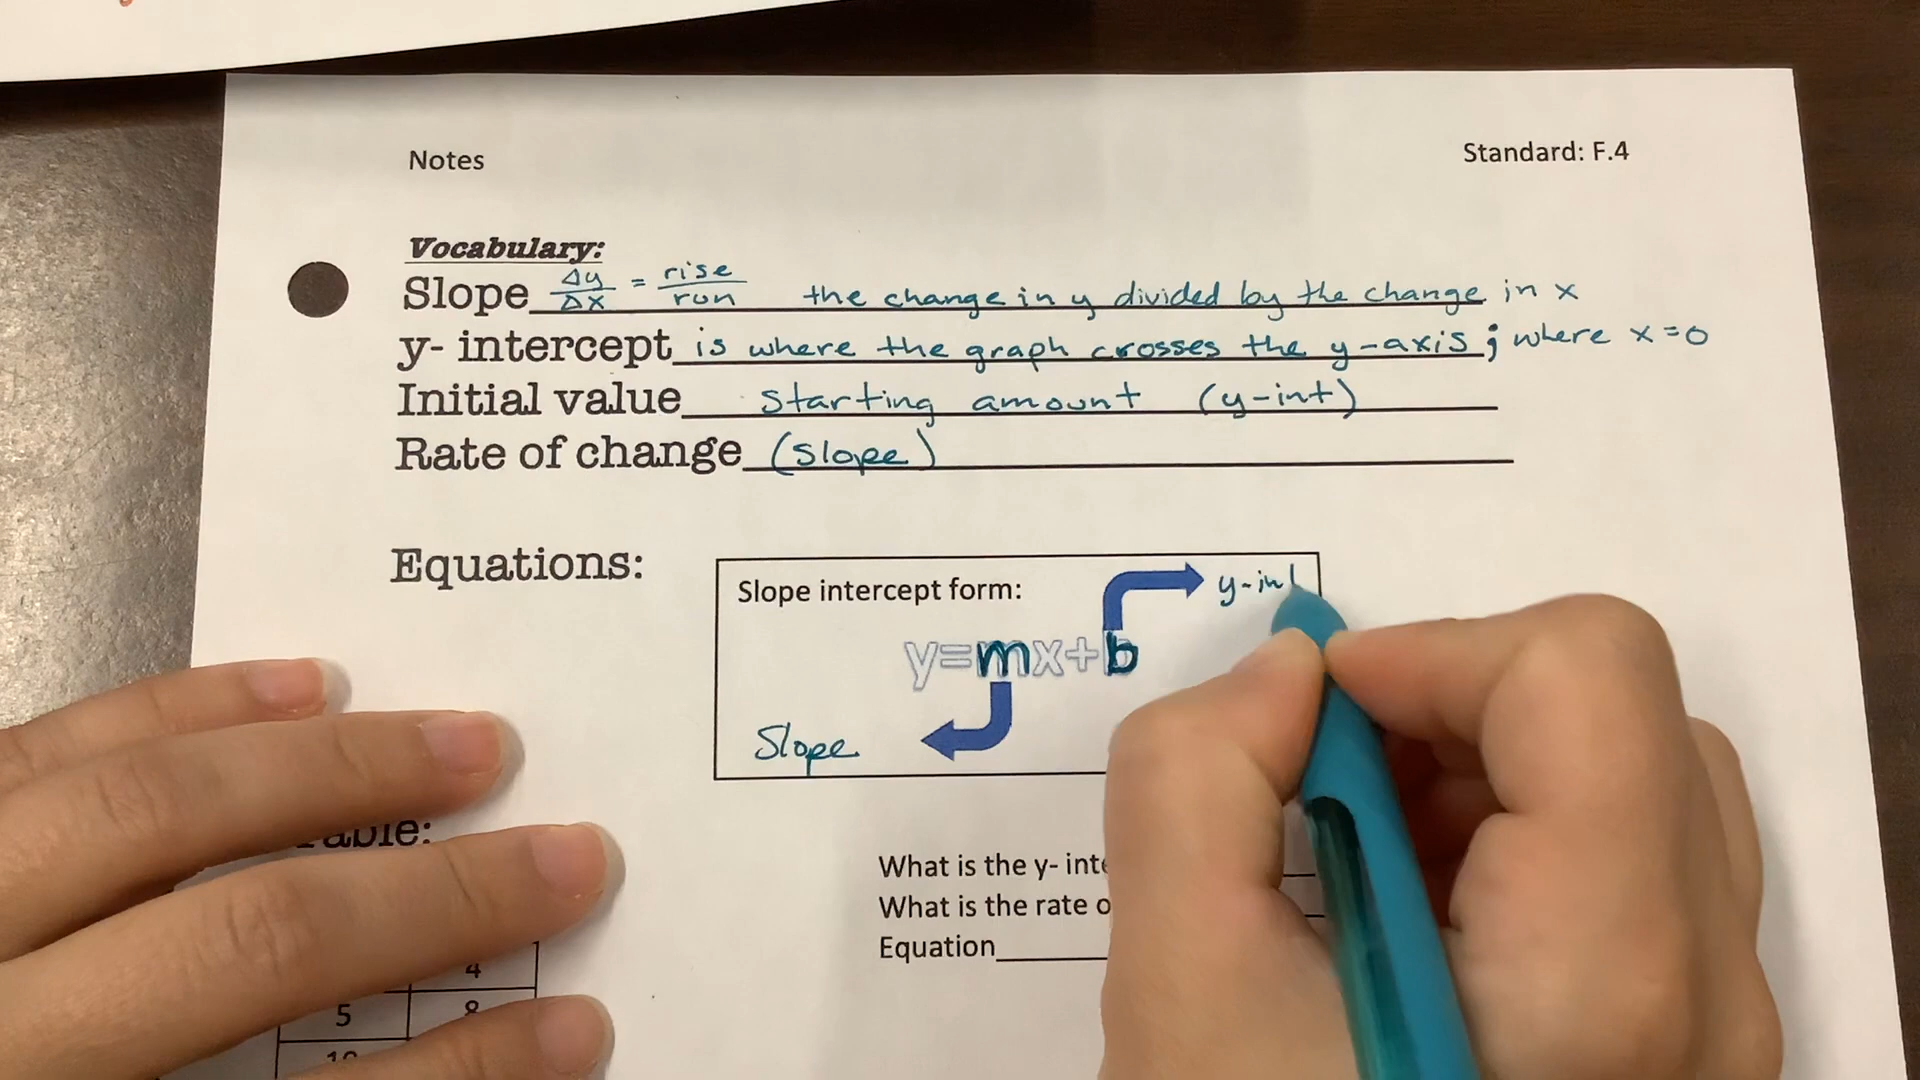 Notes
Standard: F.4
Vocabulary:
Slope Δy/Δx = rise/run the change in y divided by the change in x
y- intercept is where the graph crosses the y-axis; where x=0
Initial value starting amount (y-int)
Rate of change (slope)
Equations:
Slope intercept form:
y-int
y=mx+b
Slope
What is the y-
What is the rate
Equation
4
5 8